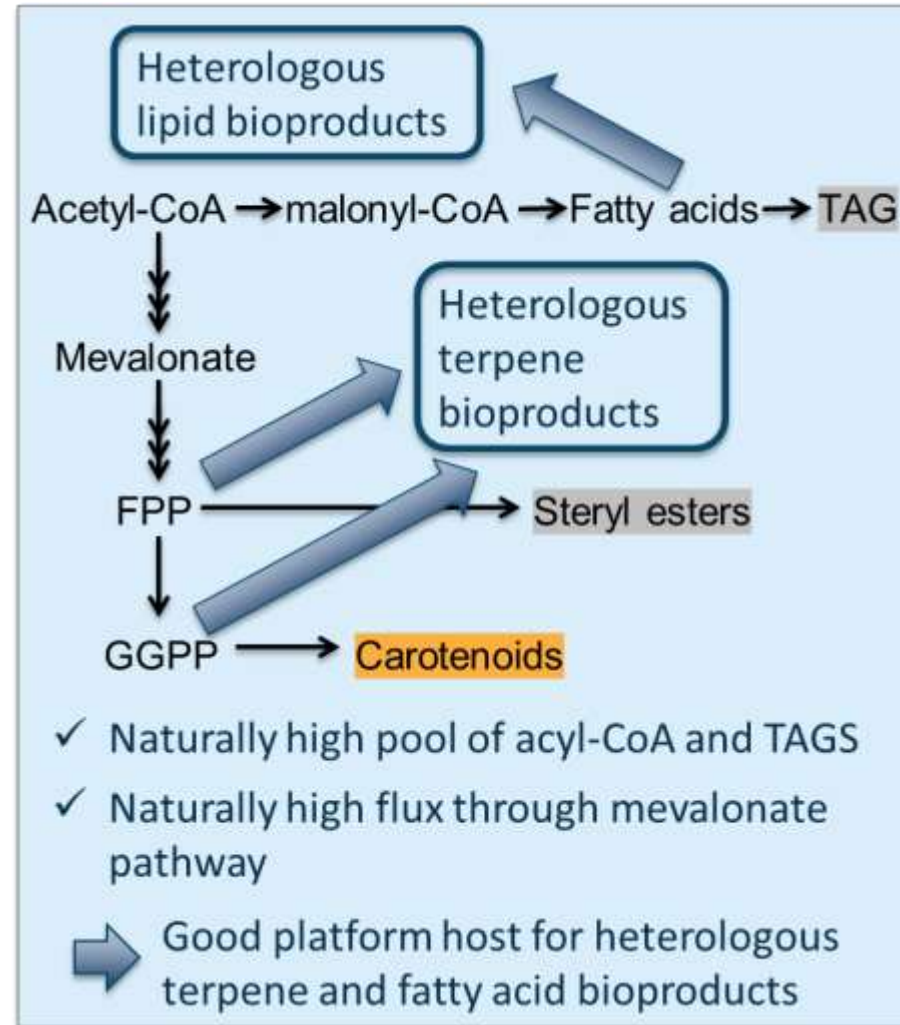 Heterologous
lipid bioproducts
Acetyl-CoA malonyl-CoA Fatty acids TAG
Heterologous
terpene
bioproducts
Mevalonate
FPP Steryl esters
GGPP Carotenoids
✓ Naturally high pool of acyl-CoA and TAGS
✓ Naturally high flux through mevalonate
pathway
Good platform host for heterologous
terpene and fatty acid bioproducts